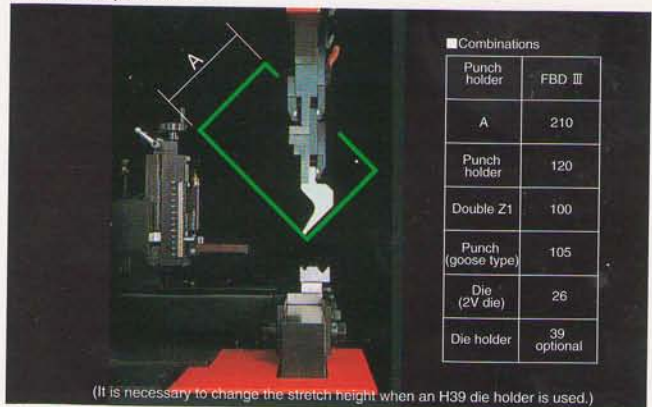 A
■Combinations
Punch holder FBD Ⅲ
A 210
Punch holder 120
Double Z1 100
Punch (goose type) 105
Die (2V die) 26
Die holder 39 optional
(It is necessary to change the stretch height when an H39 die holder is used.)